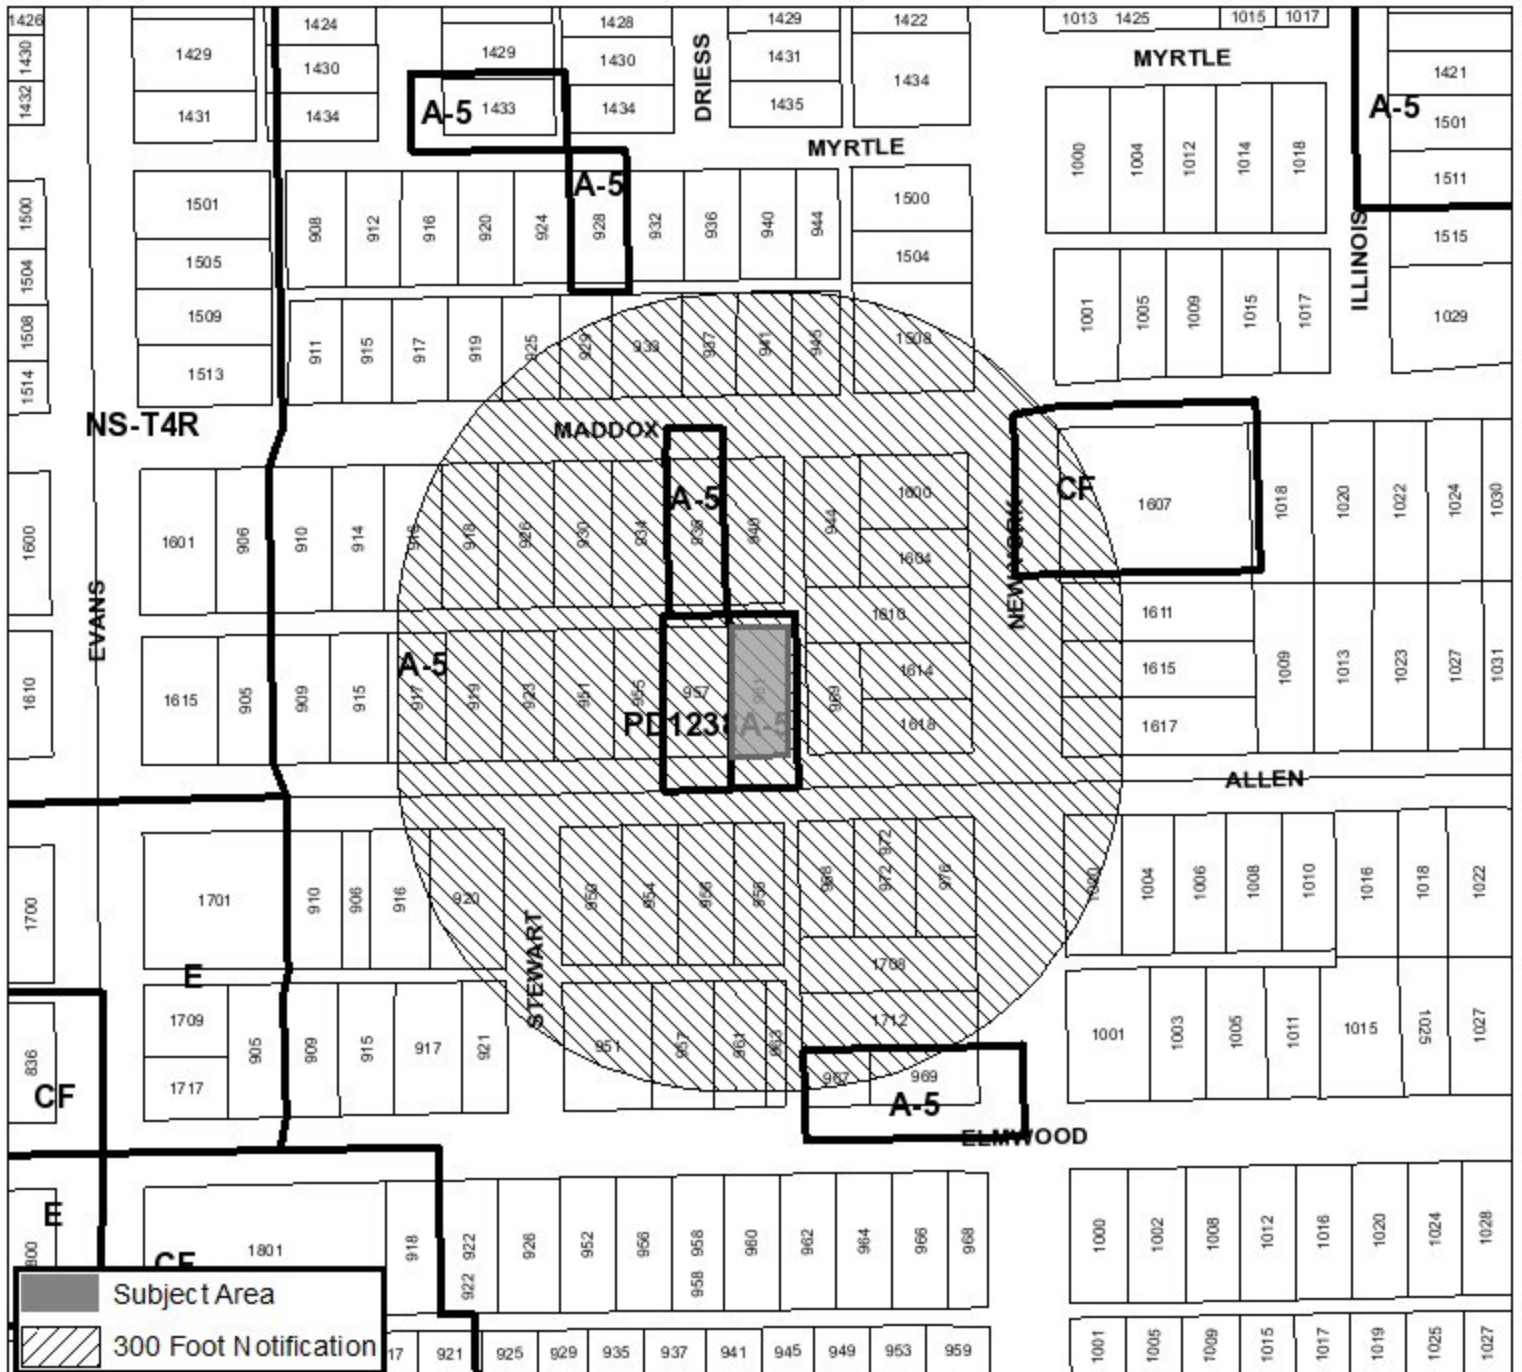 1426 1424 1428 1429 1422 1013 1425 1015 1017
1430 1429 1430 1429 1430 DRIESS 1431 1434 MYRTLE 1421
1432 1431 1434 A-5 1433 1434 1435 A-5 1501
MYRTLE 1000 1004 1012 1014 1018 1511
1500 1501 908 912 916 920 924 A-5 928 932 936 940 944 1500
1504 1505 1504 ILLINOIS 1515
1508 1509 911 915 917 919 925 929 933 937 941 945 1508 1001 1005 1009 1015 1017 1029
1514 1513
NS-T4R MADDOX
1600 1601 906 910 914 918 926 930 934 A-5 940 944 1600 CF 1607 1018 1020 1022 1024 1030
1604
EVANS 1610 NEW YORK 1611
1610 1615 905 909 915 A-5 917 919 923 951 955 957 961 969 1614 1615 1009 1013 1023 1027 1031
PD1238 A-5 1618 1617
ALLEN
1700 1701 910 906 916 920 950 954 956 958 968 972 972 976 1000 1004 1006 1008 1010 1016 1018 1022
E STEWART 1708
1709 905 909 915 917 921 951 957 961 963 1712 1001 1003 1005 1011 1015 1025 1027
836 1717 967 969
CF A-5
ELMWOOD
E 1801 918 922 926 952 956 958 960 962 964 966 968 1000 1002 1008 1012 1016 1020 1024 1028
800 CF 922 958
Subject Area
300 Foot Notification
17 921 925 929 935 937 941 945 949 953 959 1001 1005 1009 1015 1017 1019 1025 1027